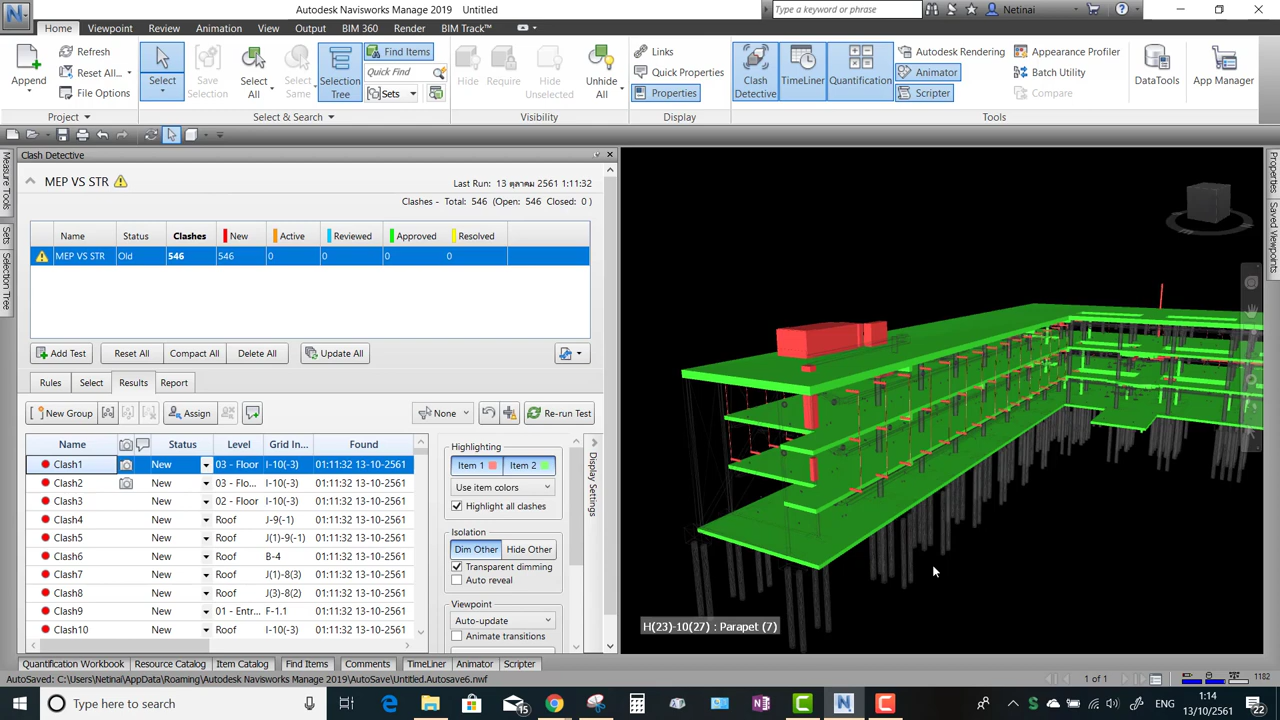 Autodesk Navisworks Manage 2019 Untitled
Type a keyword or phrase
Netinai
Home Viewpoint Review Animation View Output BIM 360 Render BIM Track™
Append
Refresh
Reset All...
File Options
Project
Select
Save Selection
Select All
Select Same
Selection Tree
Find Items
Quick Find
Sets
Select & Search
Hide
Require
Hide Unselected
Unhide All
Visibility
Links
Quick Properties
Properties
Display
Clash Detective
TimeLiner
Quantification
Autodesk Rendering
Animator
Scripter
Appearance Profiler
Batch Utility
Compare
DataTools
App Manager
Tools
Measure Tools
Sets
Selection Tree
Clash Detective
MEP VS STR
Last Run: 13 ตุลาคม 2561 1:11:32
Clashes - Total: 546 (Open: 546 Closed: 0 )
Name Status Clashes New Active Reviewed Approved Resolved
MEP VS STR Old 546 546 0 0 0 0
Add Test Reset All Compact All Delete All Update All
Rules Select Results Report
New Group Assign None Re-run Test
Name Status Level Grid In... Found
Clash1 New 03 - Floor I-10(-3) 01:11:32 13-10-2561
Clash2 New 03 - Flo... I-10(-3) 01:11:32 13-10-2561
Clash3 New 02 - Floor I-10(-3) 01:11:32 13-10-2561
Clash4 New Roof J-9(-1) 01:11:32 13-10-2561
Clash5 New Roof J(1)-9(-1) 01:11:32 13-10-2561
Clash6 New Roof B-4 01:11:32 13-10-2561
Clash7 New Roof J(1)-8(3) 01:11:32 13-10-2561
Clash8 New Roof J(3)-8(2) 01:11:32 13-10-2561
Clash9 New 01 - Entr... F-1.1 01:11:32 13-10-2561
Clash10 New Roof I-10(-3) 01:11:32 13-10-2561
Highlighting
Item 1 Item 2
Use item colors
Highlight all clashes
Isolation
Dim Other Hide Other
Transparent dimming
Auto reveal
Viewpoint
Auto-update
Animate transitions
Display Settings
H(23)-10(27) : Parapet (7)
Properties
Saved Viewpoints
Quantification Workbook Resource Catalog Item Catalog Find Items Comments TimeLiner Animator Scripter
AutoSaved: C:\Users\Netinai\AppData\Roaming\Autodesk Navisworks Manage 2019\AutoSave\Untitled.Autosave6.nwf
1 of 1
1182
Type here to search
15
ENG
1:14
13/10/2561
22